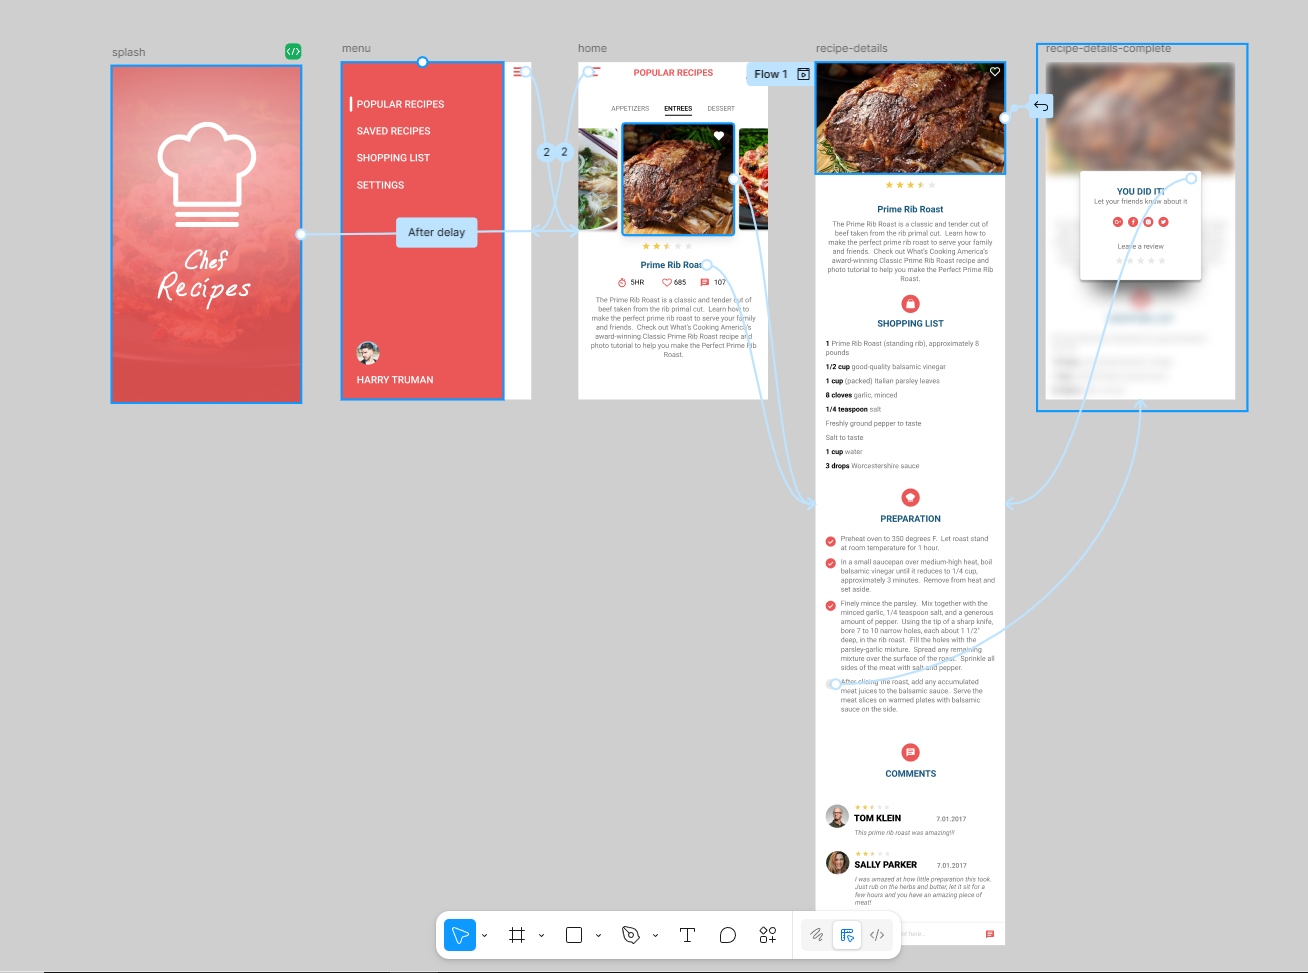 splash
menu
home
recipe-details
recipe-details-complete
Chef
Recipes
POPULAR RECIPES
SAVED RECIPES
SHOPPING LIST
SETTINGS
After delay
HARRY TRUMAN
2 2
POPULAR RECIPES
APPETIZERS ENTREES DESSERT
Prime Rib Roast
5HR 685 107
The Prime Rib Roast is a classic and tender cut of
beef taken from the rib primal cut. Learn how to
make the perfect prime rib roast to serve your family
and friends. Check out What's Cooking America's
award-winning Classic Prime Rib Roast recipe and
photo tutorial to help you make the Perfect Prime Rib
Roast.
Flow 1
Prime Rib Roast
The Prime Rib Roast is a classic and tender cut of
beef taken from the rib primal cut. Learn how to
make the perfect prime rib roast to serve your family
and friends. Check out What's Cooking America's
award-winning Classic Prime Rib Roast recipe and
photo tutorial to help you make the Perfect Prime Rib
Roast.
SHOPPING LIST
1 Prime Rib Roast (standing rib), approximately 8
pounds
1/2 cup good-quality balsamic vinegar
1 cup (packed) Italian parsley leaves
8 cloves garlic, minced
1/4 teaspoon salt
Freshly ground pepper to taste
Salt to taste
1 cup water
3 drops Worcestershire sauce
PREPARATION
Preheat oven to 350 degrees F. Let roast stand
at room temperature for 1 hour.
In a small saucepan over medium-high heat, boil
balsamic vinegar until it reduces to 1/4 cup,
approximately 3 minutes. Remove from heat and
set aside.
Finely mince the parsley. Mix together with the
minced garlic, 1/4 teaspoon salt, and a generous
amount of pepper. Using the tip of a sharp knife,
bore 7 to 10 narrow holes, each about 1 1/2"
deep, in the rib roast. Fill the holes with the
parsley-garlic mixture. Spread any remaining
mixture over the surface of the roast. Sprinkle all
sides of the meat with salt and pepper.
After slicing the roast, add any accumulated
meat juices to the balsamic sauce. Serve the
meat slices on warmed plates with balsamic
sauce on the side.
COMMENTS
TOM KLEIN 7.01.2017
This prime rib roast was amazing!!!
SALLY PARKER 7.01.2017
I was amazed at how little preparation this took.
Just rub on the herbs and butter, let it sit for a
few hours and you have an amazing piece of
meat!
here...
YOU DID IT!
Let your friends know about it
Leave a review